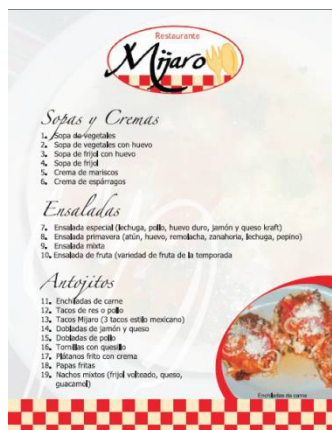 Restaurante
Mijaro
Sopas y Cremas
1. Sopa de vegetales
2. Sopa de vegetales con huevo
3. Sopa de frijol con huevo
4. Sopa de frijol
5. Crema de mariscos
6. Crema de espárragos
Ensaladas
7. Ensalada especial (lechuga, pollo, huevo duro, jamón y queso kraft)
8. Ensalada primavera (atún, huevo, remolacha, zanahoria, lechuga, pepino)
9. Ensalada mixta
10. Ensalada de fruta (variedad de fruta de la temporada
Antojitos
11. Enchiladas de carne
12. Tacos de res o pollo
13. Tacos Mijaro (3 tacos estilo mexicano)
14. Dobladas de jamón y queso
15. Dobladas de pollo
16. Tornillas con quesillo
17. Plátanos frito con crema
18. Papas fritas
19. Nachos mixtos (frijol volteado, queso,
guacamol)
Enchiladas de carne